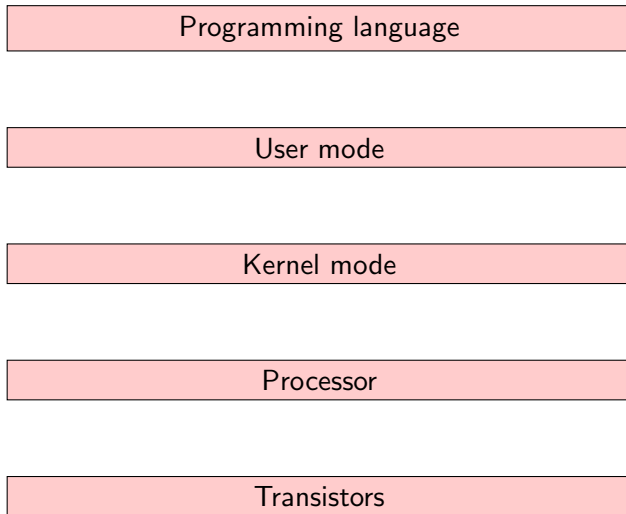 Programming language
User mode
Kernel mode
Processor
Transistors